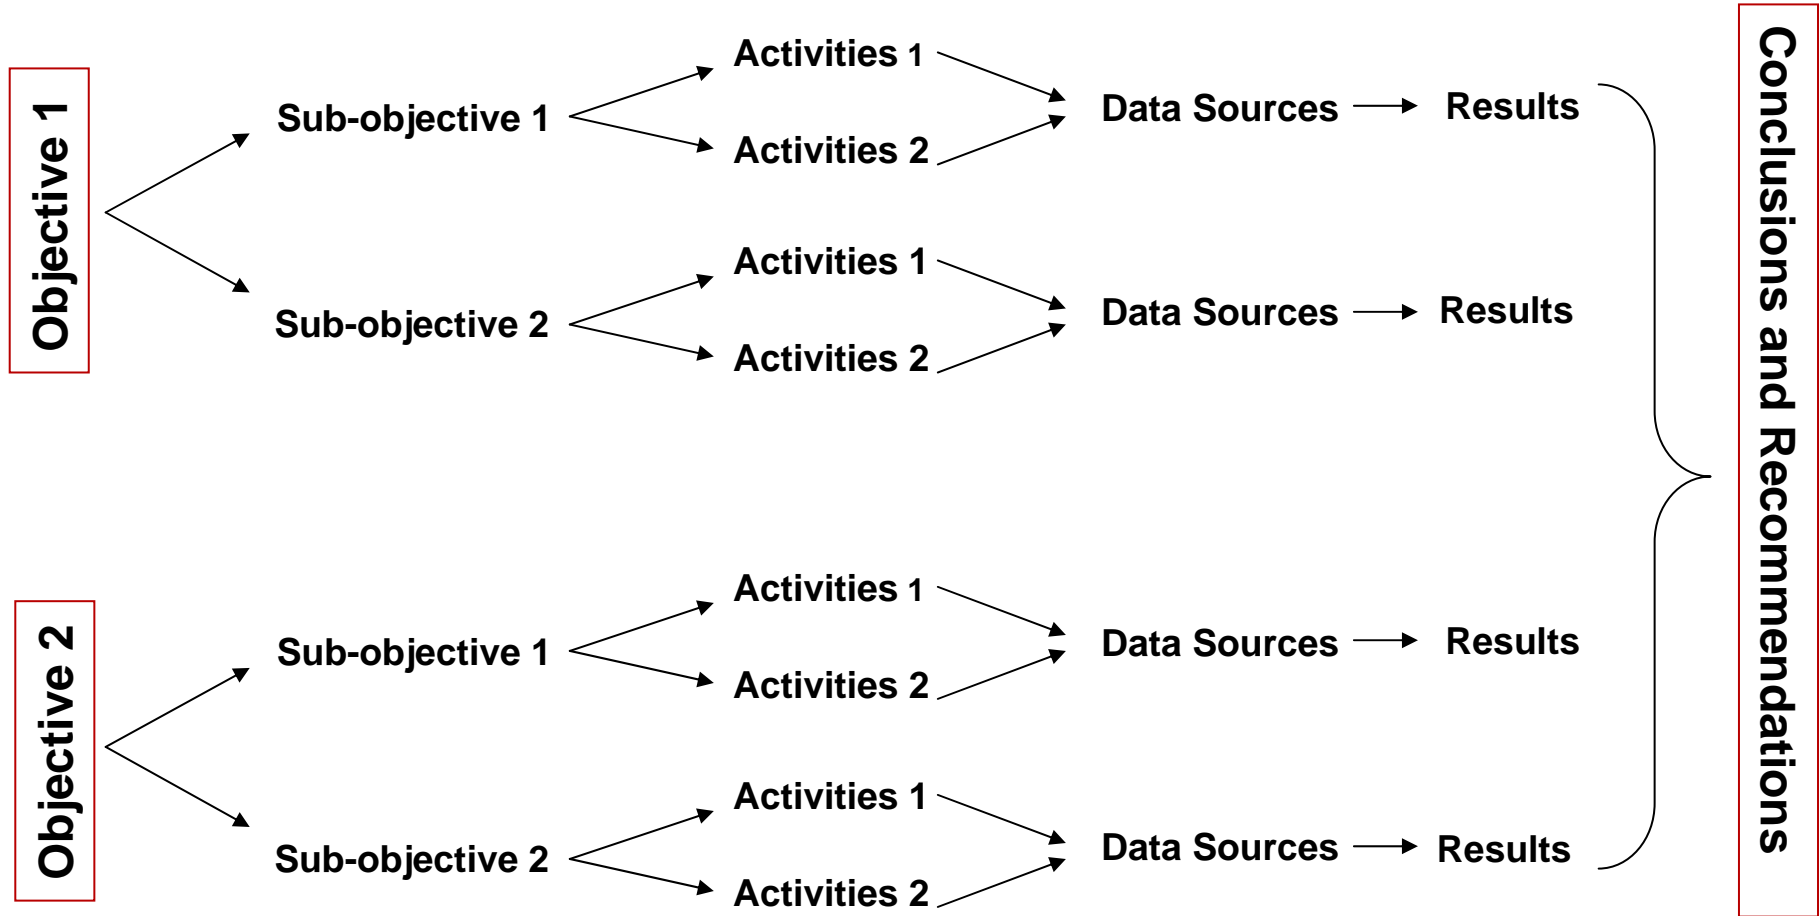 Objective 1
Sub-objective 1
Activities 1
Activities 2
Data Sources
Results
Sub-objective 2
Activities 1
Activities 2
Data Sources
Results
Objective 2
Sub-objective 1
Activities 1
Activities 2
Data Sources
Results
Sub-objective 2
Activities 1
Activities 2
Data Sources
Results
Conclusions and Recommendations